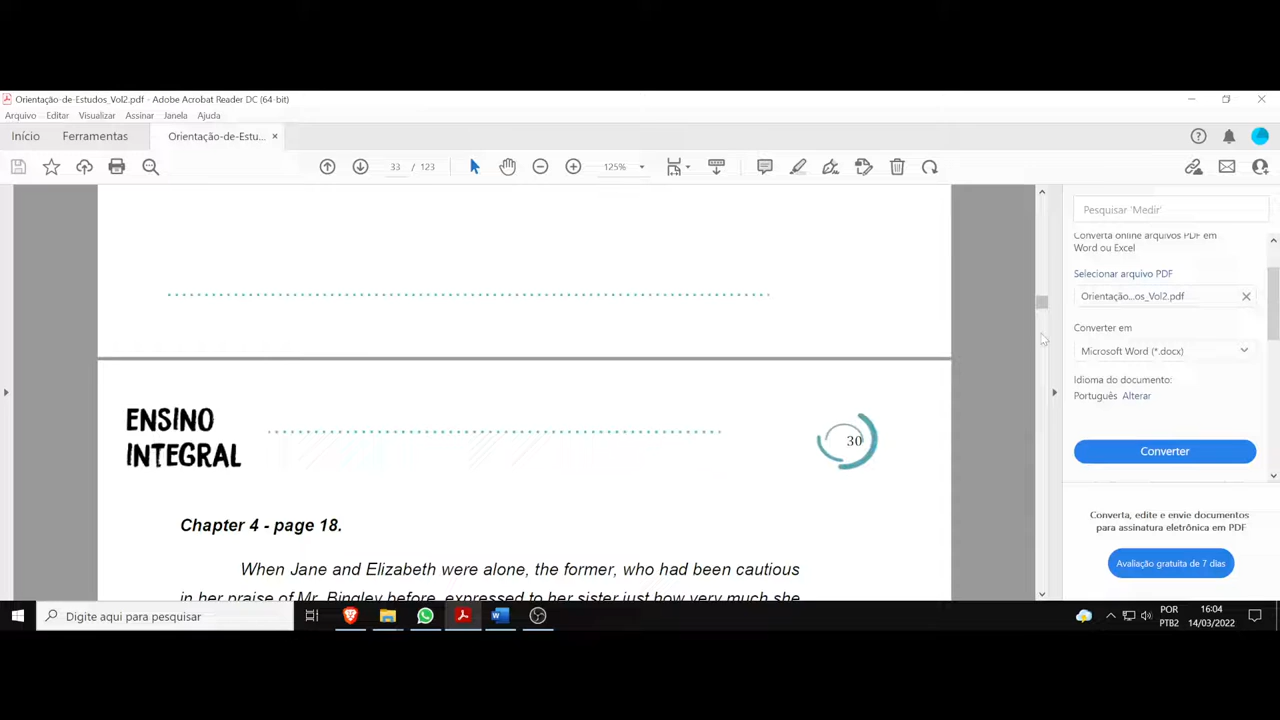 Orientação-de-Estudos_Vol2.pdf - Adobe Acrobat Reader DC (64-bit)
Arquivo Editar Visualizar Assinar Janela Ajuda
Início Ferramentas Orientação-de-Estu... ×
33 / 123 125%
Pesquisar 'Medir'
Converta online arquivos PDF em
Word ou Excel
Selecionar arquivo PDF
Orientação...os_Vol2.pdf
Converter em
Microsoft Word (*.docx)
Idioma do documento:
Português Alterar
Converter
Converta, edite e envie documentos
para assinatura eletrônica em PDF
Avaliação gratuita de 7 dias
ENSINO
INTEGRAL
30
Chapter 4 - page 18.
When Jane and Elizabeth were alone, the former, who had been cautious
in her praise of Mr. Bingley before, expressed to her sister just how very much she
Digite aqui para pesquisar
POR
PTB2
16:04
14/03/2022